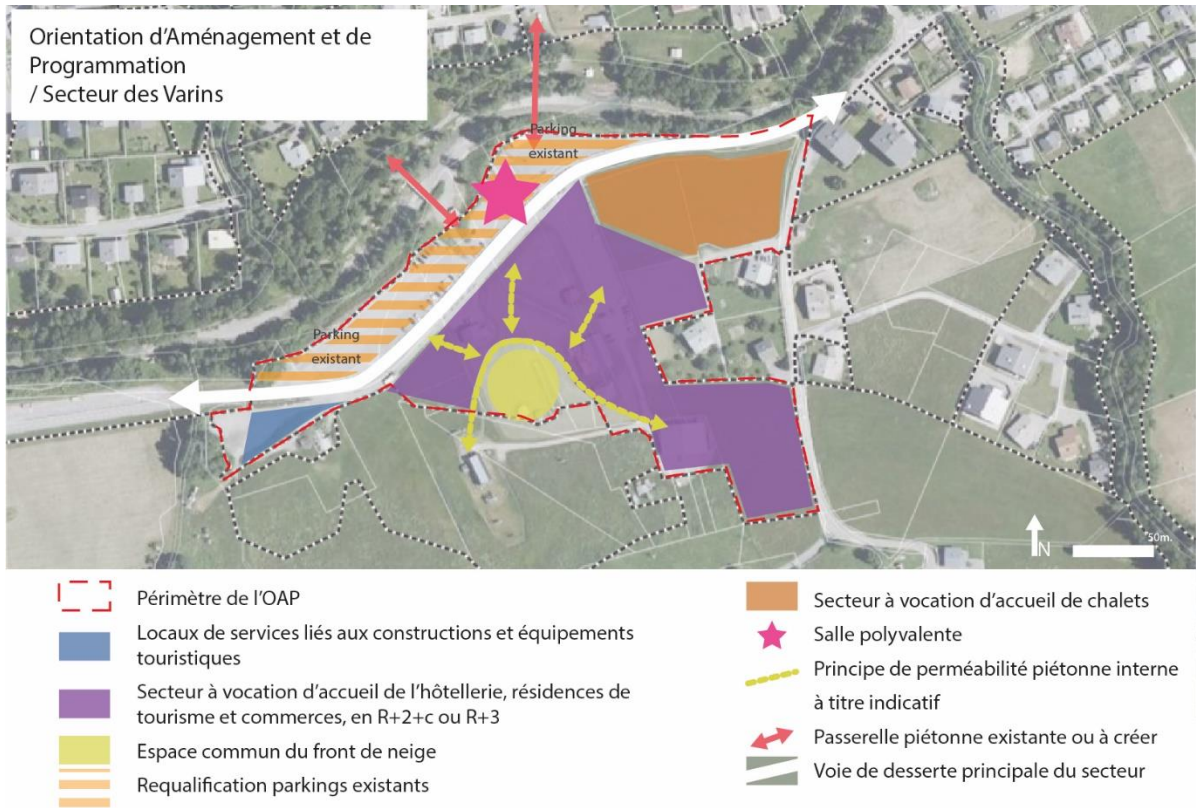 Orientation d'Aménagement et de
Programmation
/ Secteur des Varins
Parking
existant
Parking
existant
N
50m.
Périmètre de l'OAP
Locaux de services liés aux constructions et équipements
touristiques
Secteur à vocation d'accueil de l'hôtellerie, résidences de
tourisme et commerces, en R+2+c ou R+3
Espace commun du front de neige
Requalification parkings existants
Secteur à vocation d'accueil de chalets
Salle polyvalente
Principe de perméabilité piétonne interne
à titre indicatif
Passerelle piétonne existante ou à créer
Voie de desserte principale du secteur